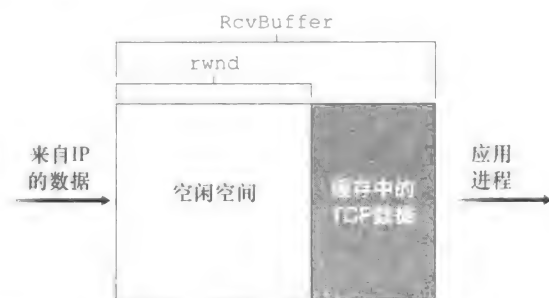 RcvBuffer
rwnd
来自IP
的数据
空闲空间
缓存中的
TCP数据
应用
进程